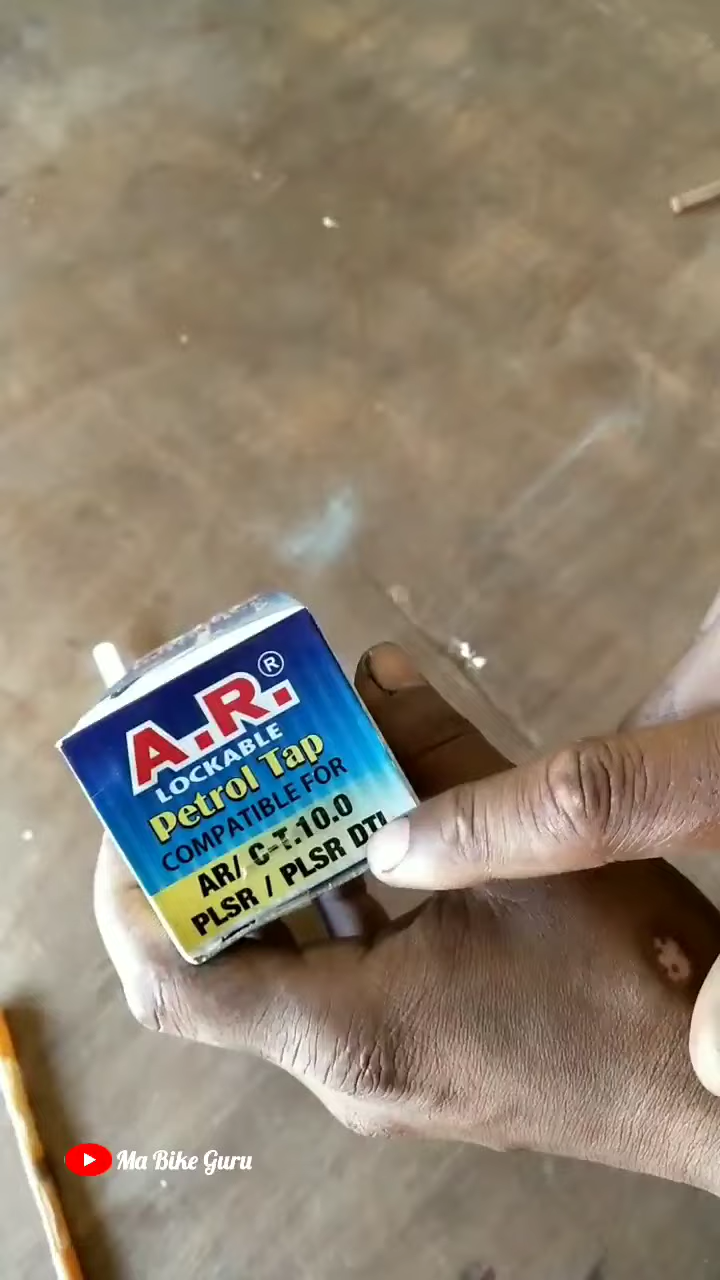 A.R.®
LOCKABLE
Petrol Tap
COMPATIBLE FOR
AR/ C-T.10.0
PLSR / PLSR DTI
Ma Bike Guru